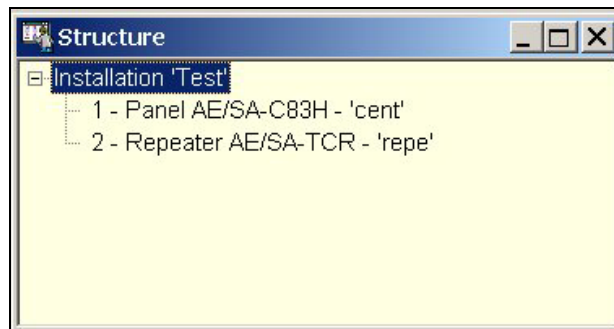 Structure
Installation 'Test'
1 - Panel AE/SA-C83H - 'cent'
2 - Repeater AE/SA-TCR - 'repe'